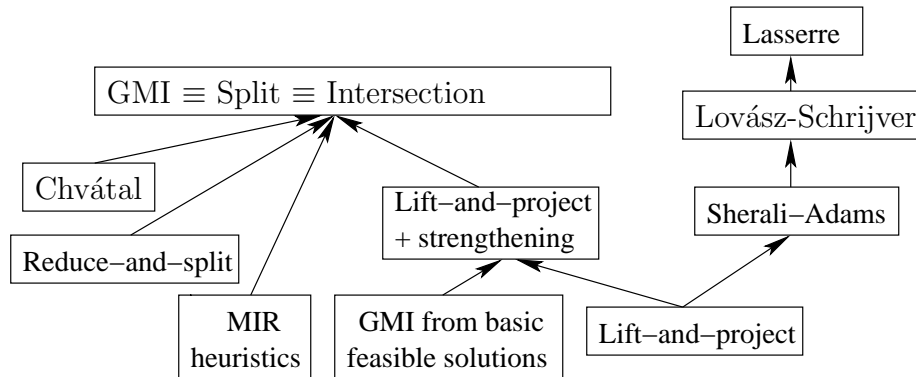 Lasserre
GMI ≡ Split ≡ Intersection
Lovász-Schrijver
Chvátal
Lift−and−project
+ strengthening
Sherali−Adams
Reduce−and−split
MIR
heuristics
GMI from basic
feasible solutions
Lift−and−project